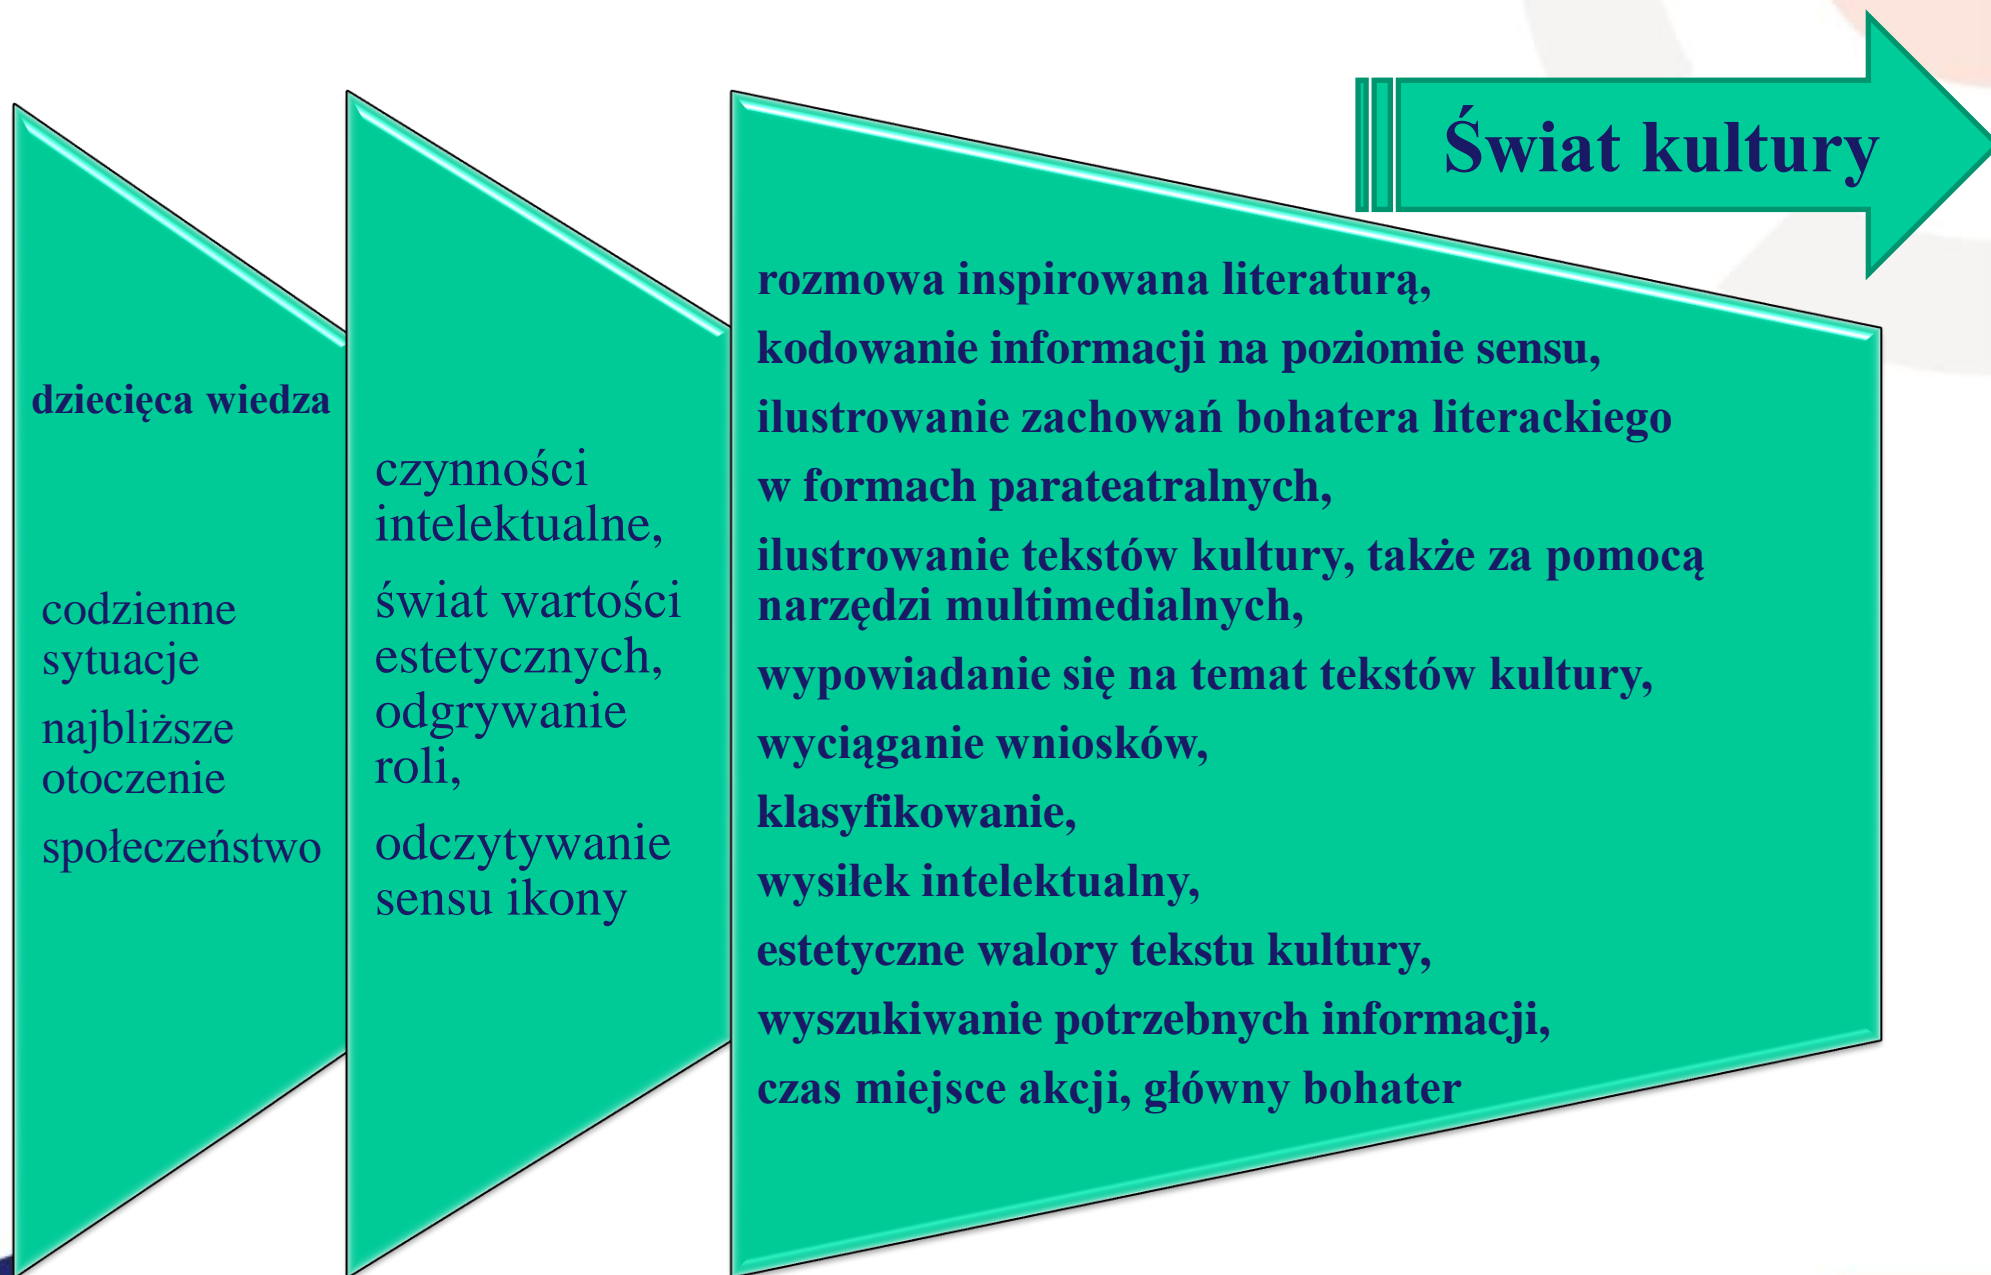 Świat kultury
dziecięca wiedza
codzienne
sytuacje
najbliższe
otoczenie
społeczeństwo
czynności
intelektualne,
świat wartości
estetycznych,
odgrywanie
roli,
odczytywanie
sensu ikony
rozmowa inspirowana literaturą,
kodowanie informacji na poziomie sensu,
ilustrowanie zachowań bohatera literackiego
w formach parateatralnych,
ilustrowanie tekstów kultury, także za pomocą
narzędzi multimedialnych,
wypowiadanie się na temat tekstów kultury,
wyciąganie wniosków,
klasyfikowanie,
wysiłek intelektualny,
estetyczne walory tekstu kultury,
wyszukiwanie potrzebnych informacji,
czas miejsce akcji, główny bohater